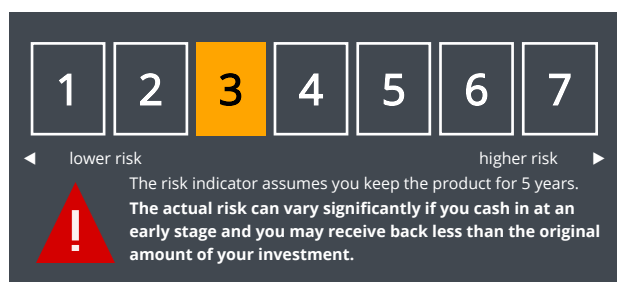 1 2 3 4 5 6 7
◄ lower risk higher risk ►
The risk indicator assumes you keep the product for 5 years.
The actual risk can vary significantly if you cash in at an
early stage and you may receive back less than the original
amount of your investment.
!